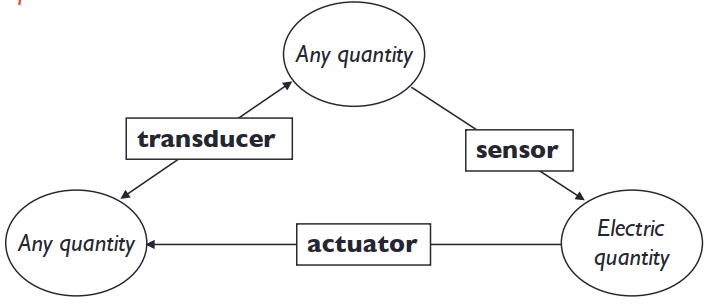 Any quantity
transducer
sensor
Any quantity
actuator
Electric
quantity